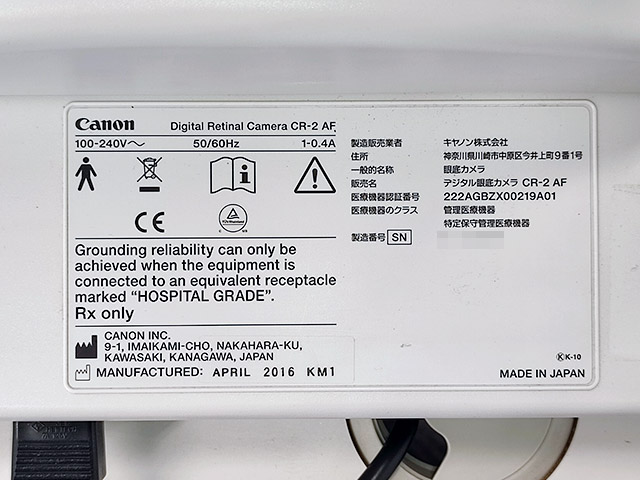 Canon Digital Retinal Camera CR-2 AF
100-240V～ 50/60Hz 1-0.4A
Grounding reliability can only be
achieved when the equipment is
connected to an equivalent receptacle
marked “HOSPITAL GRADE”.
Rx only
CANON INC.
9-1, IMAIKAMI-CHO, NAKAHARA-KU,
KAWASAKI, KANAGAWA, JAPAN
MANUFACTURED: APRIL 2016 KM1
製造販売業者 キヤノン株式会社
住所 神奈川県川崎市中原区今井上町9番1号
一般的名称 眼底カメラ
販売名 デジタル眼底カメラ CR-2 AF
医療機器認証番号 222AGBZX00219A01
医療機器のクラス 管理医療機器
特定保守管理医療機器
製造番号 SN
K-10
MADE IN JAPAN